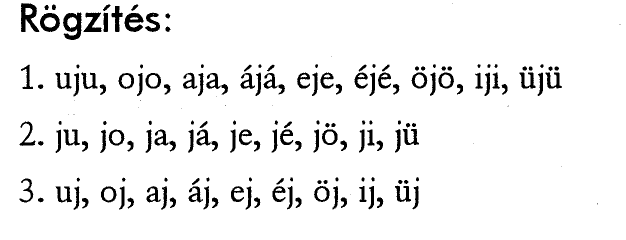 Rögzítés:
1. uju, ojo, aja, ájá, eje, éjé, öjö, iji, üjü
2. ju, jo, ja, já, je, jé, jö, ji, jü
3. uj, oj, aj, áj, ej, éj, öj, ij, üj